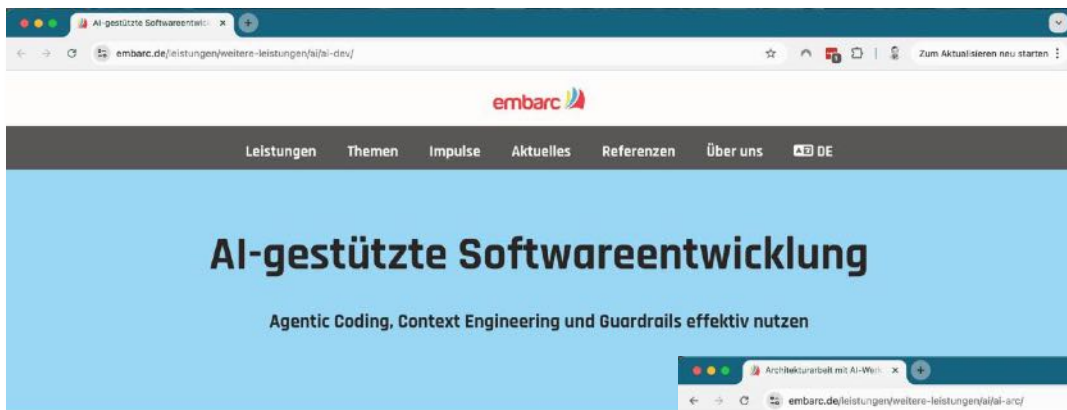 AI-gestützte Softwareentwic
embarc.de/leistungen/weitere-leistungen/ai/ai-dev/
Zum Aktualisieren neu starten
embarc
Leistungen Themen Impulse Aktuelles Referenzen Über uns DE
AI-gestützte Softwareentwicklung
Agentic Coding, Context Engineering und Guardrails effektiv nutzen
Architekturarbeit mit AI-Werk
embarc.de/leistungen/weitere-leistungen/ai/ai-arc/